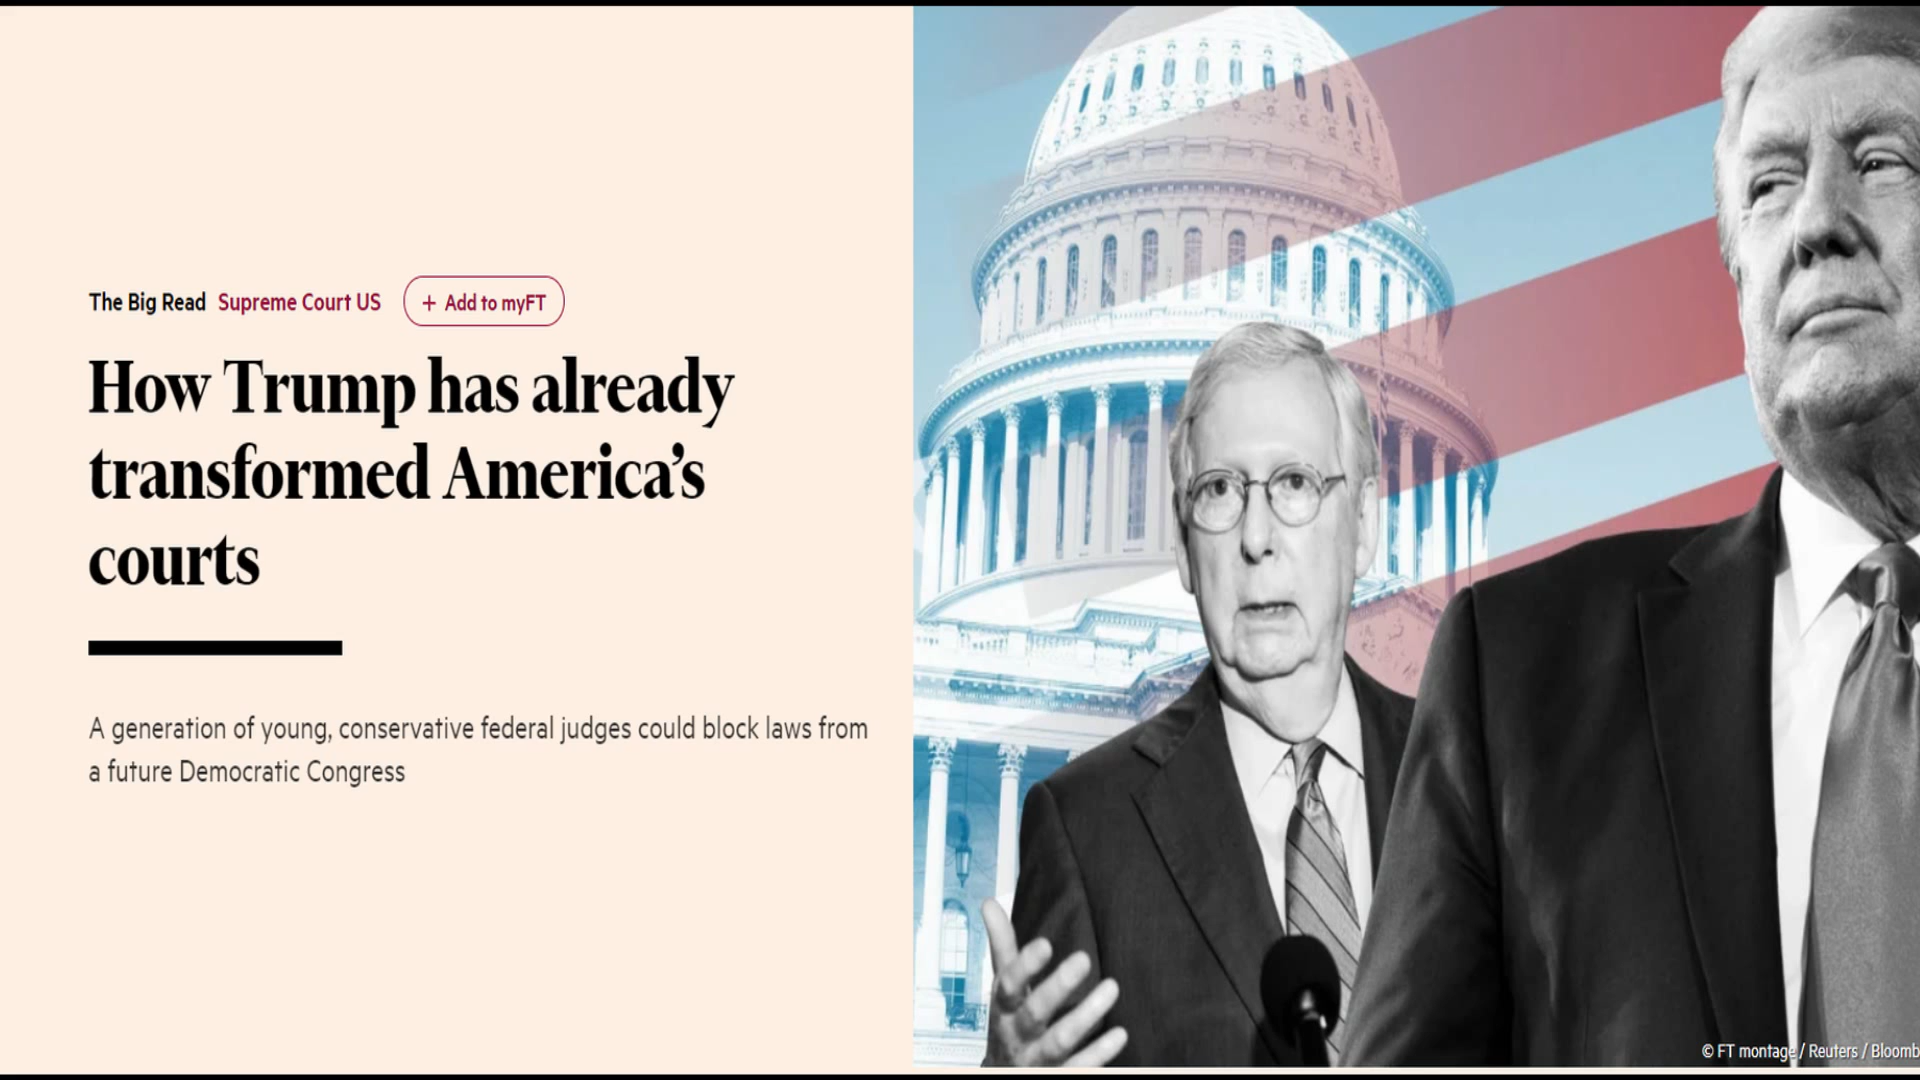 The Big Read Supreme Court US + Add to myFT
How Trump has already
transformed America’s
courts
A generation of young, conservative federal judges could block laws from
a future Democratic Congress
© FT montage / Reuters / Bloomb